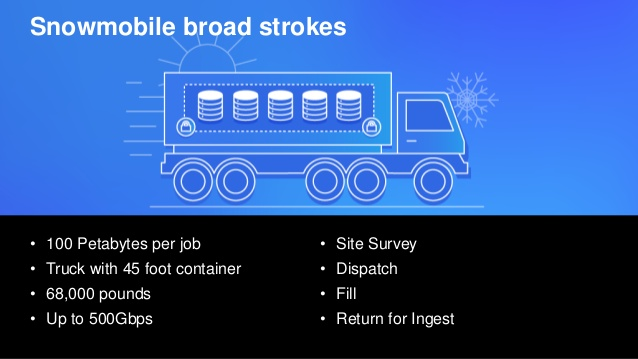 Snowmobile broad strokes
• 100 Petabytes per job
• Truck with 45 foot container
• 68,000 pounds
• Up to 500Gbps
• Site Survey
• Dispatch
• Fill
• Return for Ingest